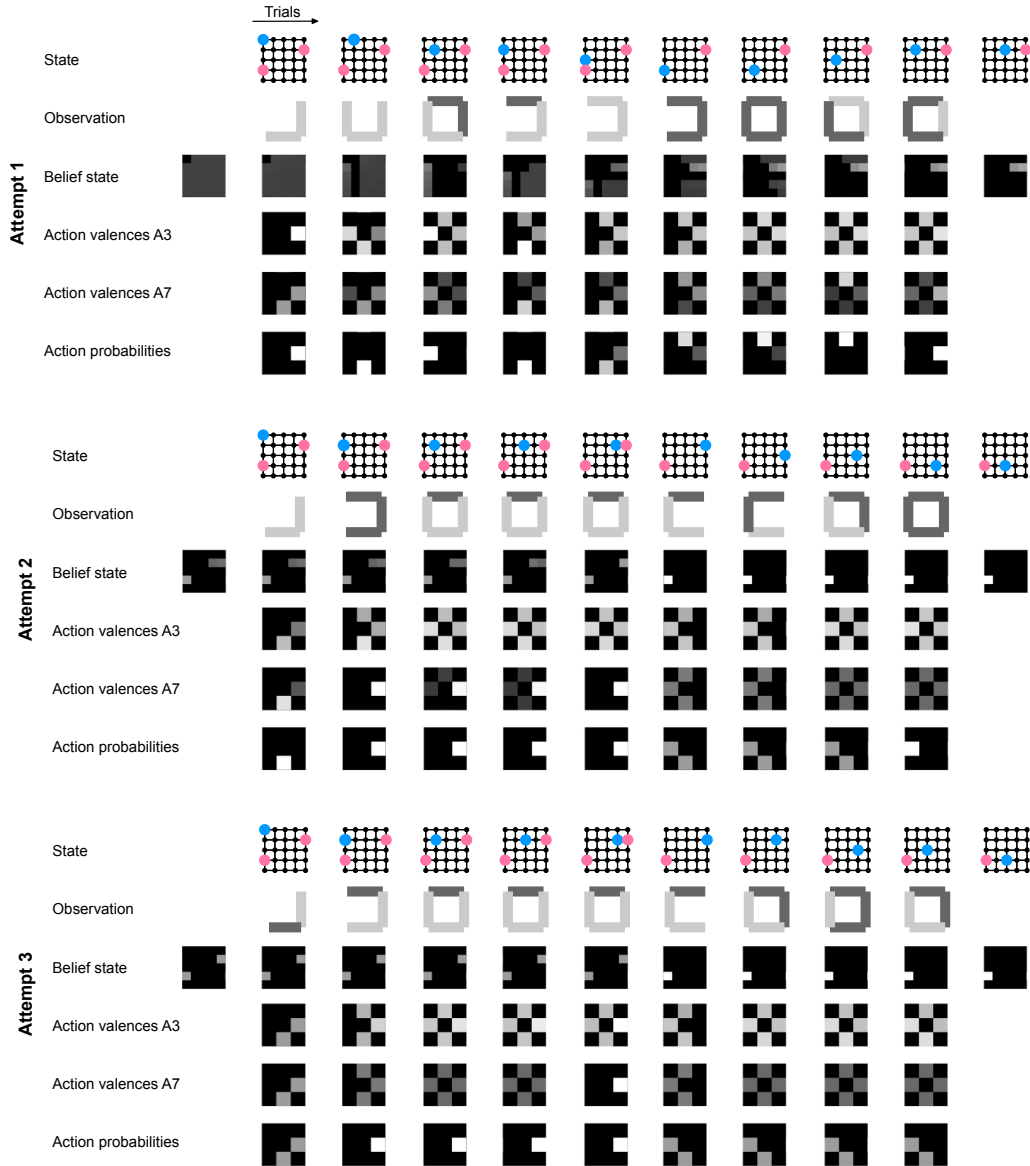 Trials
Attempt 1
State
Observation
Belief state
Action valences A3
Action valences A7
Action probabilities
Attempt 2
State
Observation
Belief state
Action valences A3
Action valences A7
Action probabilities
Attempt 3
State
Observation
Belief state
Action valences A3
Action valences A7
Action probabilities